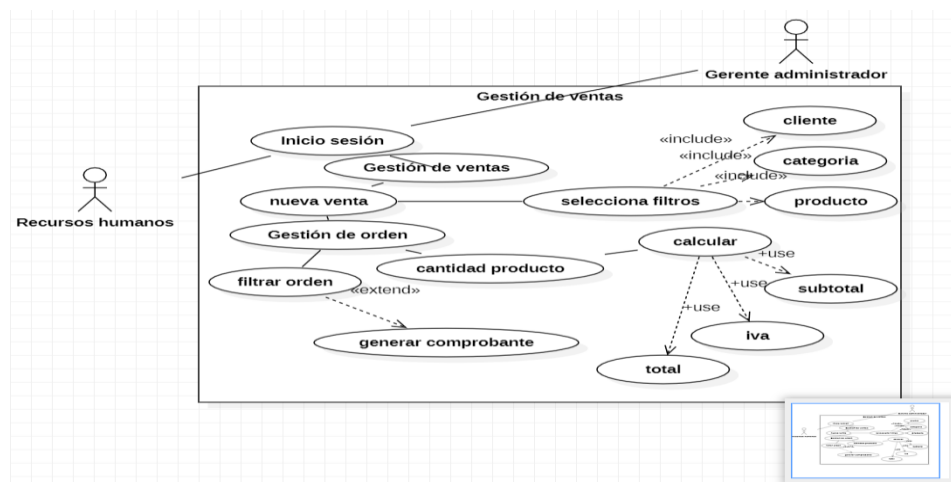 Gerente administrador
Gestión de ventas
cliente
«include»
Inicio sesión
«include»
categoria
Gestión de ventas
«include»
nueva venta
selecciona filtros
producto
Recursos humanos
Gestión de orden
calcular
+use
cantidad producto
filtrar orden
+use
subtotal
«extend»
+use
iva
generar comprobante
total